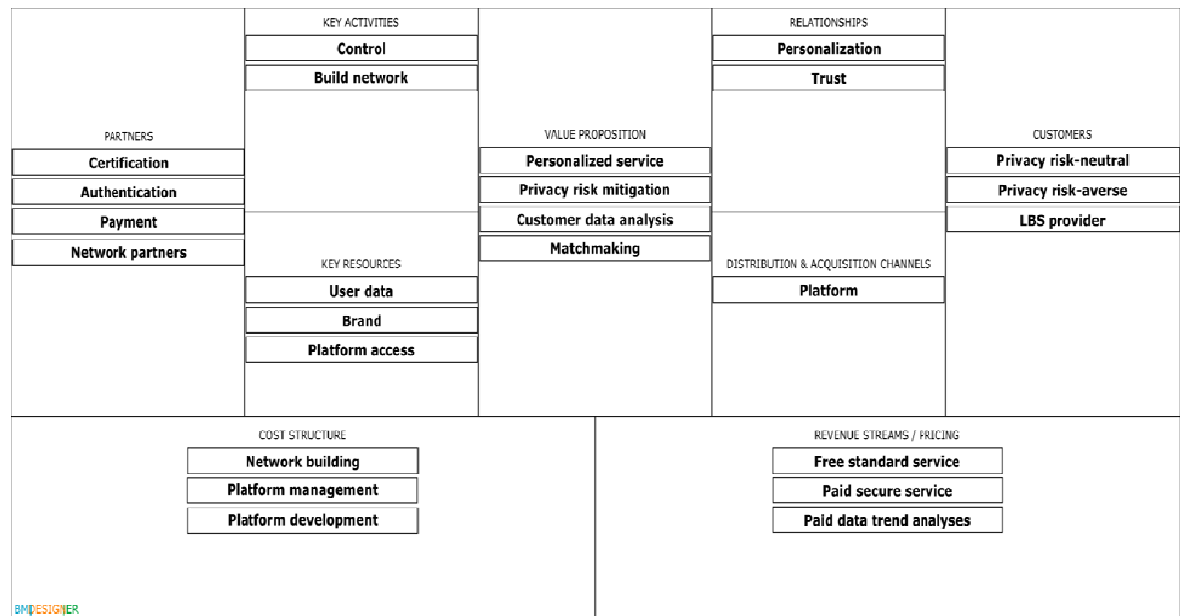 PARTNERS
Certification
Authentication
Payment
Network partners
KEY ACTIVITIES
Control
Build network
KEY RESOURCES
User data
Brand
Platform access
VALUE PROPOSITION
Personalized service
Privacy risk mitigation
Customer data analysis
Matchmaking
RELATIONSHIPS
Personalization
Trust
DISTRIBUTION & ACQUISITION CHANNELS
Platform
CUSTOMERS
Privacy risk-neutral
Privacy risk-averse
LBS provider
COST STRUCTURE
Network building
Platform management
Platform development
REVENUE STREAMS / PRICING
Free standard service
Paid secure service
Paid data trend analyses
BMDESIGNER